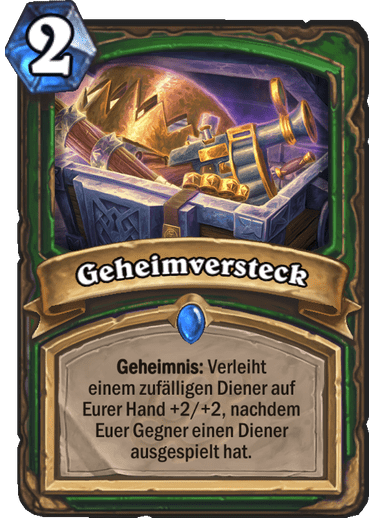 2
Geheimversteck
Geheimnis: Verleiht
einem zufälligen Diener auf
Eurer Hand +2/+2, nachdem
Euer Gegner einen Diener
ausgespielt hat.